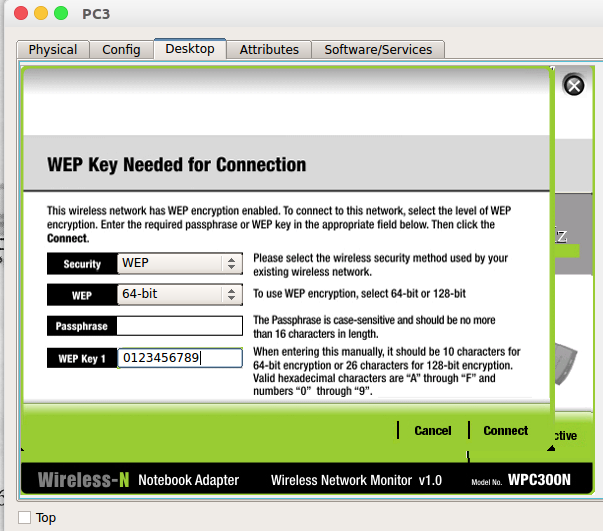 PC3
Physical Config Desktop Attributes Software/Services
WEP Key Needed for Connection
This wireless network has WEP encryption enabled. To connect to this network, select the level of WEP
encryption. Enter the required passphrase or WEP key in the appropriate field below. Then click the
Connect.
Security WEP Please select the wireless security method used by your
existing wireless network.
WEP 64-bit To use WEP encryption, select 64-bit or 128-bit
Passphrase The Passphrase is case-sensitive and should be no more
than 16 characters in length.
WEP Key 1 0123456789 When entering this manually, it should be 10 characters for
64-bit encryption or 26 characters for 128-bit encryption.
Valid hexadecimal characters are “A” through “F” and
numbers “0” through “9”.
Cancel Connect
Wireless-N Notebook Adapter Wireless Network Monitor v1.0 Model No. WPC300N
Top